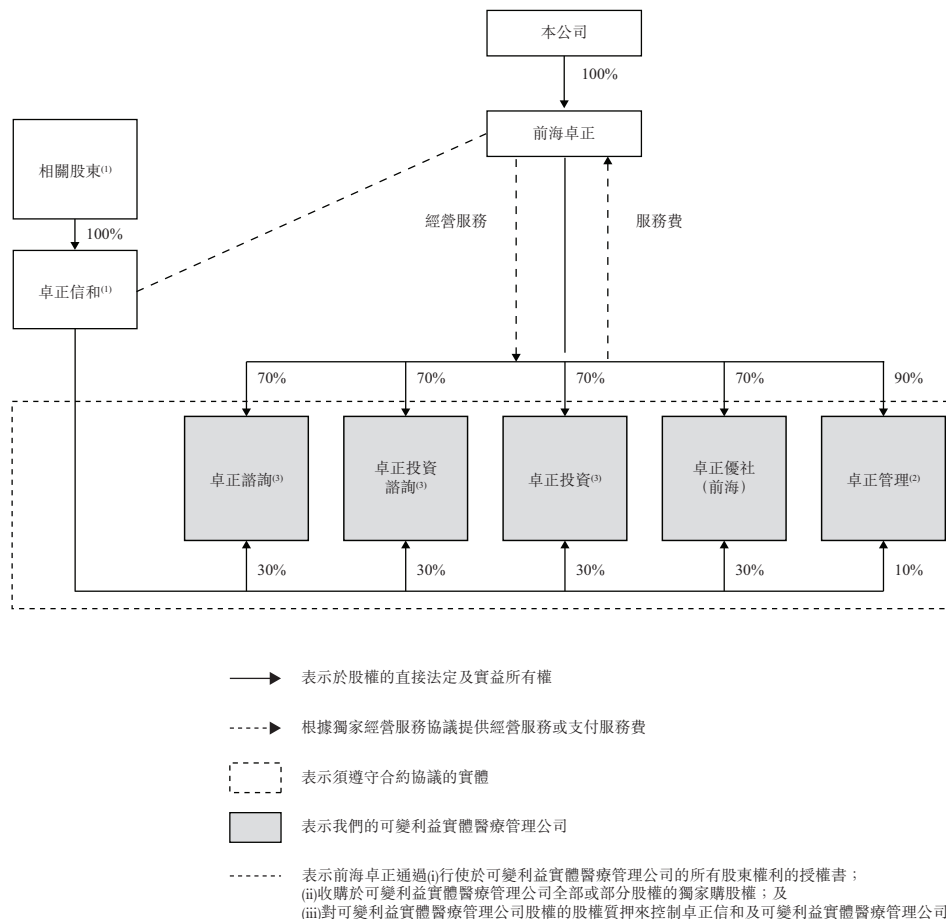 本公司
100%
前海卓正
相關股東(1)
100%
經營服務
服務費
卓正信和(1)
70%
70%
70%
70%
90%
卓正諮詢(3)
卓正投資
諮詢(3)
卓正投資(3)
卓正優社
(前海)
卓正管理(2)
30%
30%
30%
30%
10%
表示於股權的直接法定及實益所有權
根據獨家經營服務協議提供經營服務或支付服務費
表示須遵守合約協議的實體
表示我們的可變利益實體醫療管理公司
表示前海卓正通過(i)行使於可變利益實體醫療管理公司的所有股東權利的授權書；
(ii)收購於可變利益實體醫療管理公司全部或部分股權的獨家購股權；及
(iii)對可變利益實體醫療管理公司股權的股權質押來控制卓正信和及可變利益實體醫療管理公司